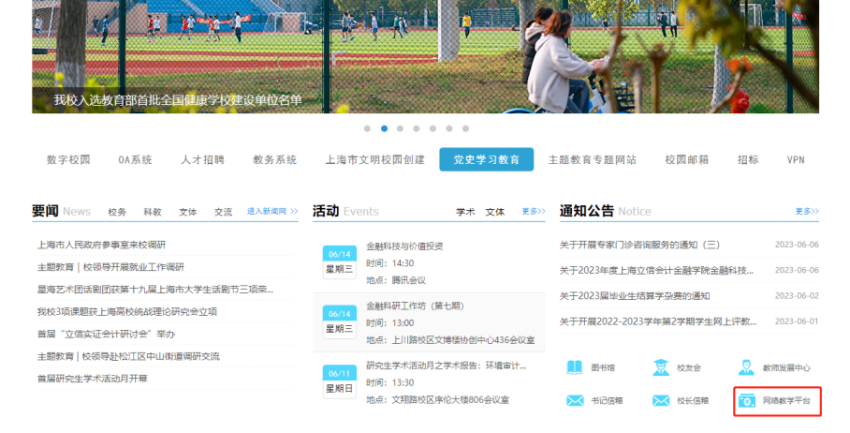 我校入选教育部首批全国健康学校建设单位名单
数字校园 OA系统 人才招聘 教务系统 上海市文明校园创建 党史学习教育 主题教育专题网站 校园邮箱 招标 VPN
要闻 News 校务 科教 文体 交流 进入新闻网 >>
上海市人民政府参事室来校调研
主题教育 | 校领导开展就业工作调研
星海艺术团话剧团获第十九届上海市大学生话剧节三项荣...
我校3项课题获上海高校统战理论研究会立项
首届“立信实证会计研讨会”举办
主题教育 | 校领导赴松江区中山街道调研交流
首届研究生学术活动月开幕
活动 Events 学术 文体 更多>>
06/14
星期三
金融科技与价值投资
时间：14:30
地点：腾讯会议
06/14
星期三
金融科研工作坊（第七期）
时间：13:00
地点：上川路校区文博楼协创中心436会议室
06/11
星期日
研究生学术活动月之学术报告：环境审计...
时间：13:30
地点：文翔路校区序伦大楼806会议室
通知公告 Notice 更多>>
关于开展专家门诊咨询服务的通知（三） 2023-06-06
关于2023年度上海立信会计金融学院金融科技... 2023-06-06
关于2023届毕业生结算学杂费的通知 2023-06-02
关于开展2022-2023学年第2学期学生网上评教... 2023-06-01
图书馆 校友会 教师发展中心
书记信箱 校长信箱 网络教学平台